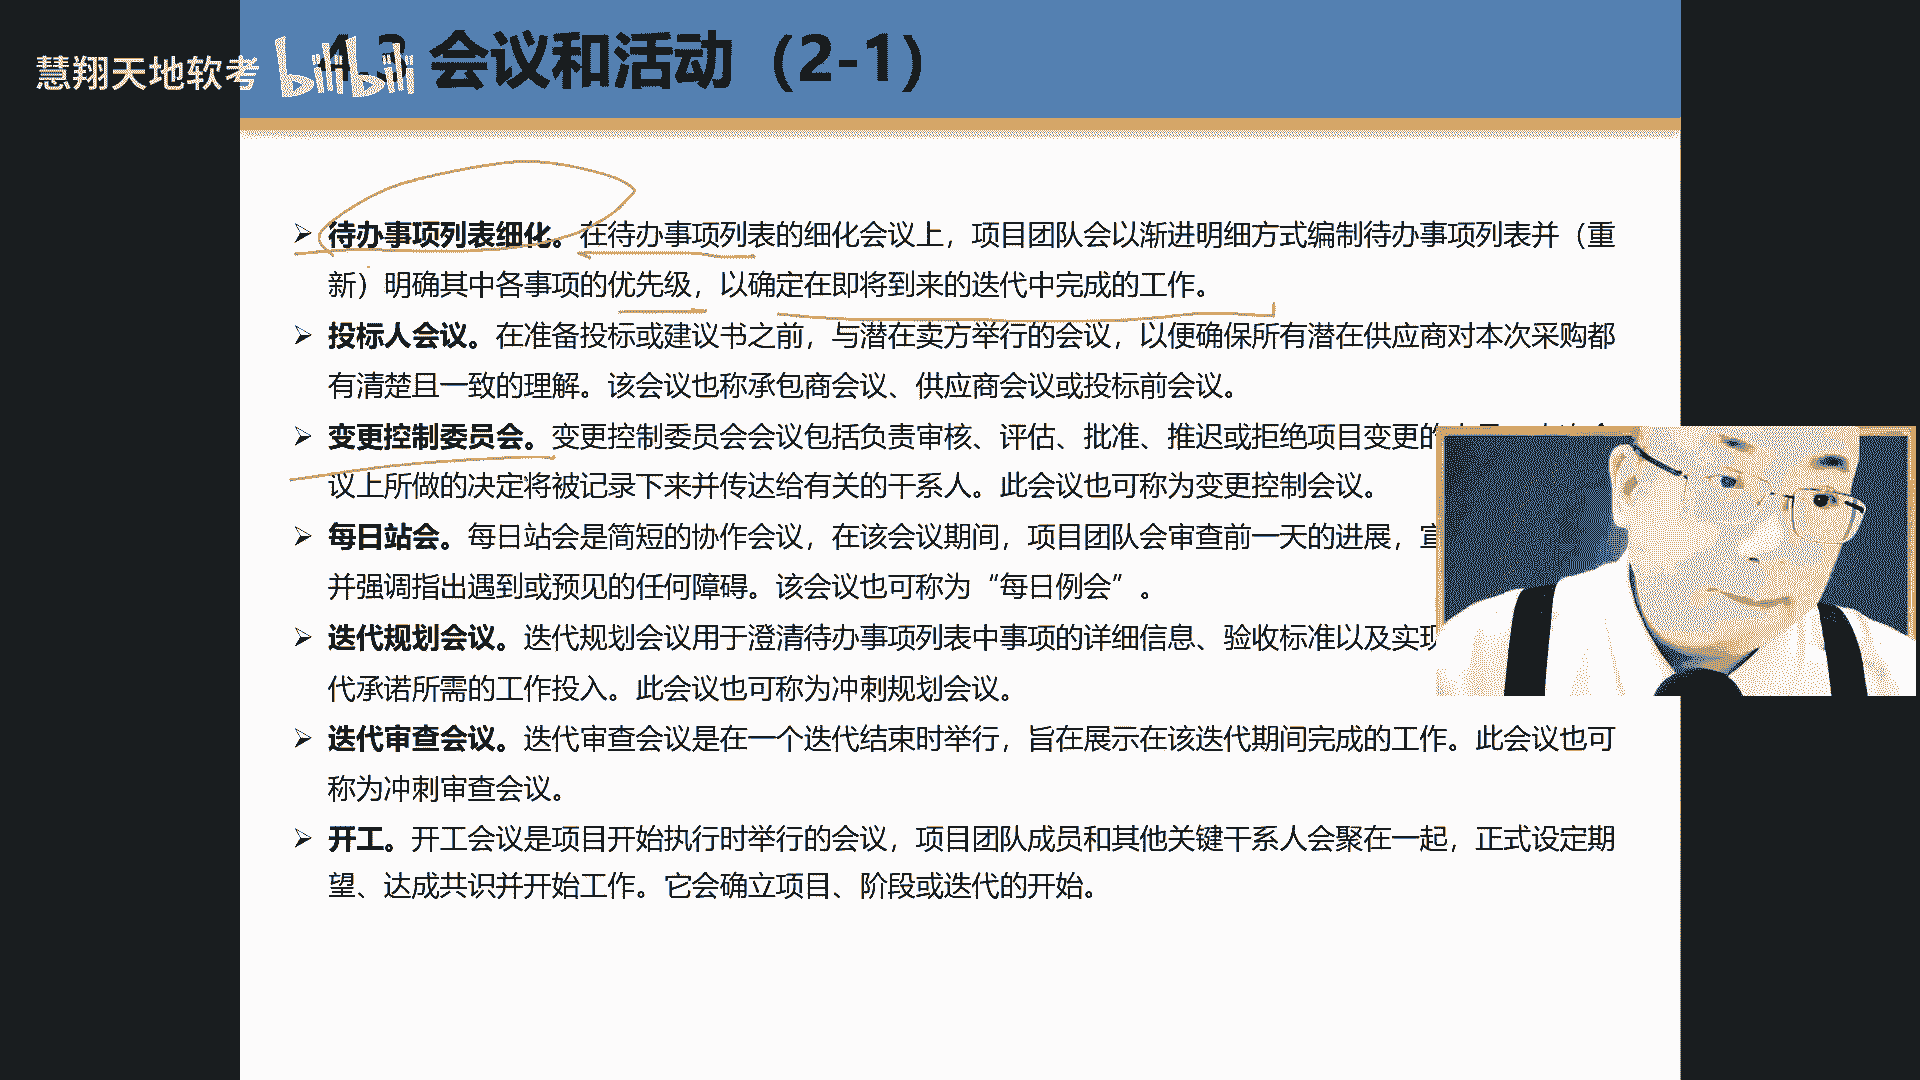 慧翔天地软考 bilibili
4.3 会议和活动（2-1）
➢ 待办事项列表细化。在待办事项列表的细化会议上，项目团队会以渐进明细方式编制待办事项列表并（重
新）明确其中各事项的优先级，以确定在即将到来的迭代中完成的工作。
➢ 投标人会议。在准备投标或建议书之前，与潜在卖方举行的会议，以便确保所有潜在供应商对本次采购都
有清楚且一致的理解。该会议也称承包商会议、供应商会议或投标前会议。
➢ 变更控制委员会。变更控制委员会会议包括负责审核、评估、批准、推迟或拒绝项目变更的
议上所做的决定将被记录下来并传达给有关的干系人。此会议也可称为变更控制会议。
➢ 每日站会。每日站会是简短的协作会议，在该会议期间，项目团队会审查前一天的进展，宣
并强调指出遇到或预见的任何障碍。该会议也可称为“每日例会”。
➢ 迭代规划会议。迭代规划会议用于澄清待办事项列表中事项的详细信息、验收标准以及实现
代承诺所需的工作投入。此会议也可称为冲刺规划会议。
➢ 迭代审查会议。迭代审查会议是在一个迭代结束时举行，旨在展示在该迭代期间完成的工作。此会议也可
称为冲刺审查会议。
➢ 开工。开工会议是项目开始执行时举行的会议，项目团队成员和其他关键干系人会聚在一起，正式设定期
望、达成共识并开始工作。它会确立项目、阶段或迭代的开始。